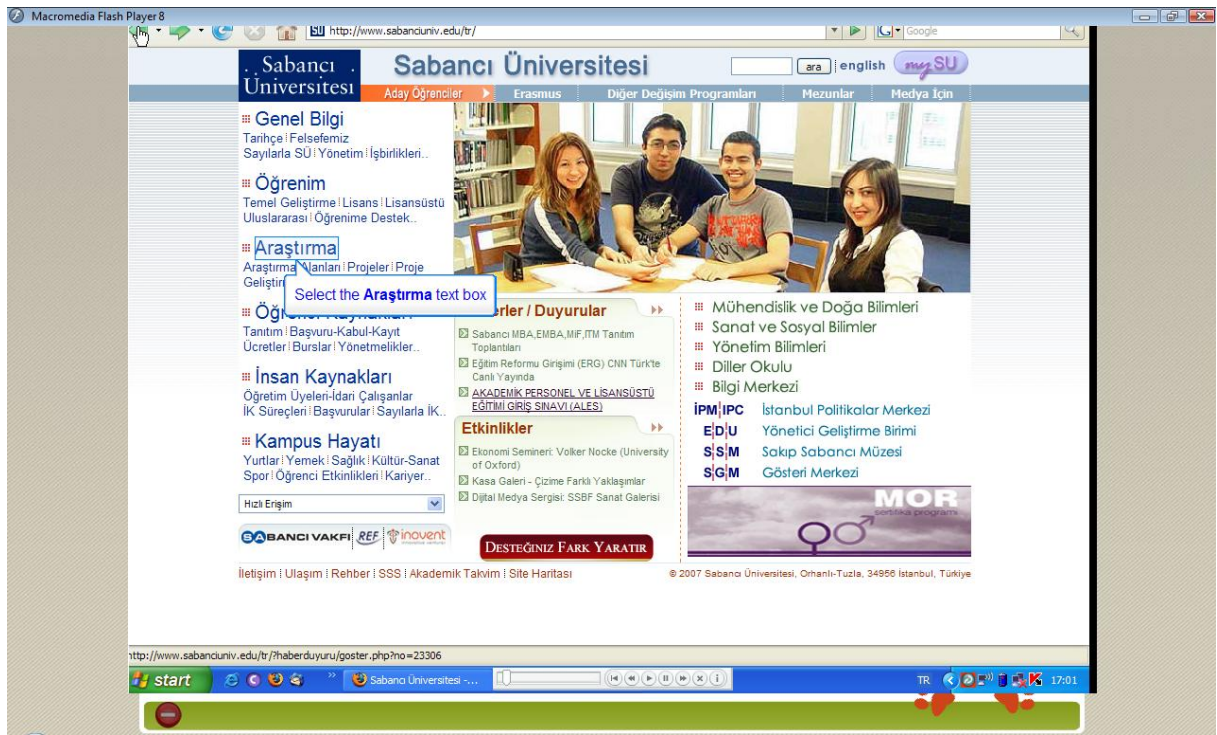 Macromedia Flash Player 8
http://www.sabanciuniv.edu/tr/
Google
Sabancı
Üniversitesi
Sabancı Üniversitesi
ara
english
mySU
Aday Öğrenciler
Erasmus
Diğer Değişim Programları
Mezunlar
Medya İçin
Genel Bilgi
Tarihçe Felsefemiz
Sayılarla SÜ Yönetim İşbirlikleri..
Öğrenim
Temel Geliştirme Lisans Lisansüstü
Uluslararası Öğrenime Destek..
Araştırma
Araştırma Alanları Projeler Proje
Select the Araştırma text box
Tanıtım Başvuru-Kabul-Kayıt
Ücretler Burslar Yönetmelikler..
İnsan Kaynakları
Öğretim Üyeleri-İdari Çalışanlar
İK Süreçleri Başvurular Sayılarla İK..
Kampus Hayatı
Yurtlar Yemek Sağlık Kültür-Sanat
Spor Öğrenci Etkinlikleri Kariyer..
Hızlı Erişim
SABANCI VAKFI REF inovent
/ Duyurular
Sabancı MBA,EMBA,MiF,ITM Tanıtım
Toplantıları
Eğitim Reformu Girişimi (ERG) CNN Türk'te
Canlı Yayında
AKADEMİK PERSONEL VE LİSANSÜSTÜ
EĞİTİMİ GİRİŞ SINAVI (ALES)
Etkinlikler
Ekonomi Semineri: Volker Nocke (University
of Oxford)
Kasa Galeri - Çizime Farklı Yaklaşımlar
Dijital Medya Sergisi: SSBF Sanat Galerisi
DESTEĞİNİZ FARK YARATIR
Mühendislik ve Doğa Bilimleri
Sanat ve Sosyal Bilimler
Yönetim Bilimleri
Diller Okulu
Bilgi Merkezi
İPM IPC İstanbul Politikalar Merkezi
E D U Yönetici Geliştirme Birimi
S S M Sakıp Sabancı Müzesi
S G M Gösteri Merkezi
MOR
sertifika programı
İletişim Ulaşım Rehber SSS Akademik Takvim Site Haritası
© 2007 Sabancı Üniversitesi, Orhanlı-Tuzla, 34956 İstanbul, Türkiye
http://www.sabanciuniv.edu/tr/?haberduyuru/goster.php?no=23306
start
Sabancı Üniversitesi -...
TR
17:01